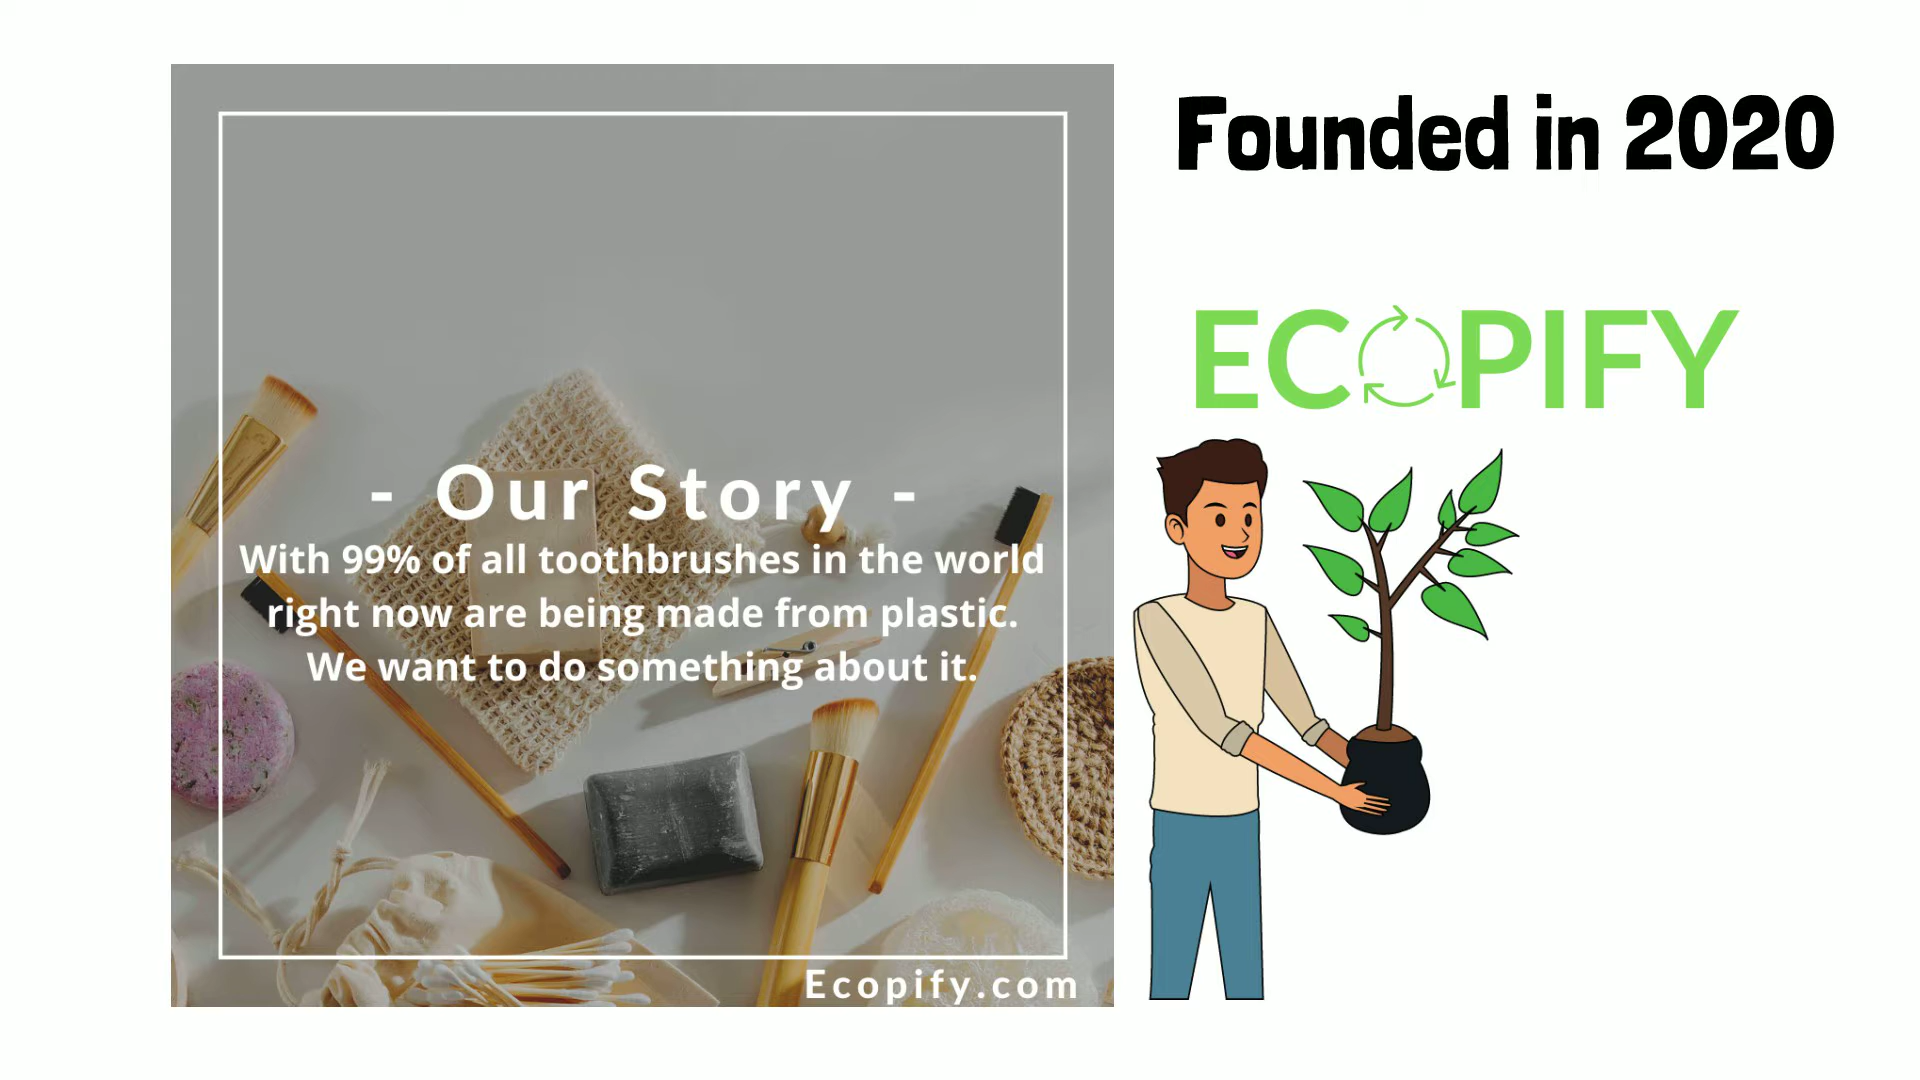 - Our Story -
With 99% of all toothbrushes in the world
right now are being made from plastic.
We want to do something about it.
Ecopify.com
Founded in 2020
ECOPIFY